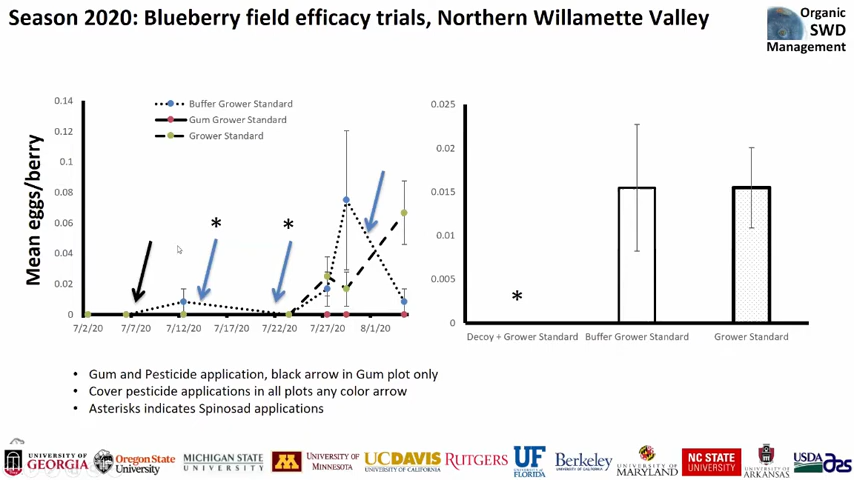 Season 2020: Blueberry field efficacy trials, Northern Willamette Valley
Organic
SWD
Management
Mean eggs/berry
0.14
0.12
0.1
0.08
0.06
0.04
0.02
0
Buffer Grower Standard
Gum Grower Standard
Grower Standard
*
*
7/2/20
7/7/20
7/12/20
7/17/20
7/22/20
7/27/20
8/1/20
0.025
0.02
0.015
0.01
0.005
0
*
Decoy + Grower Standard
Buffer Grower Standard
Grower Standard
• Gum and Pesticide application, black arrow in Gum plot only
• Cover pesticide applications in all plots any color arrow
• Asterisks indicates Spinosad applications
UNIVERSITY OF
GEORGIA
Oregon State
University
MICHIGAN STATE
UNIVERSITY
M
UNIVERSITY OF
MINNESOTA
UCDAVIS
UNIVERSITY OF CALIFORNIA
RUTGERS
UF
UNIVERSITY of
FLORIDA
Berkeley
UNIVERSITY OF CALIFORNIA
UNIVERSITY OF
MARYLAND
NC STATE
UNIVERSITY
UNIVERSITY OF
ARKANSAS
USDA
ars